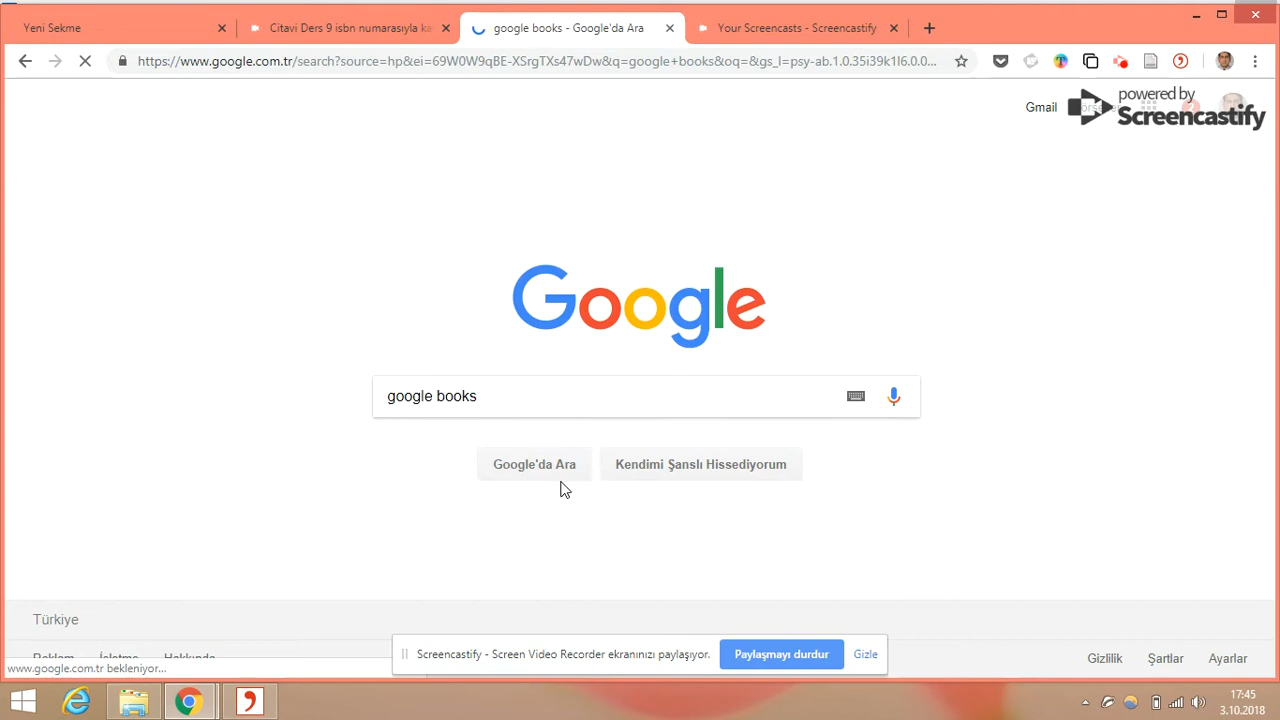 Yeni Sekme
Citavi Ders 9 isbn numarasıyla ka
google books - Google'da Ara
Your Screencasts - Screencastify
https://www.google.com.tr/search?source=hp&ei=69W0W9qBE-XSrgTXs47wDw&q=google+books&oq=&gs_l=psy-ab.1.0.35i39k1l6.0.0...
Gmail
powered by
Screencastify
Google
google books
Google'da Ara
Kendimi Şanslı Hissediyorum
Türkiye
Reklam İşletme Hakkında
Gizlilik Şartlar Ayarlar
Screencastify - Screen Video Recorder ekranınızı paylaşıyor.
Paylaşmayı durdur
Gizle
www.google.com.tr bekleniyor...
17:45
3.10.2018